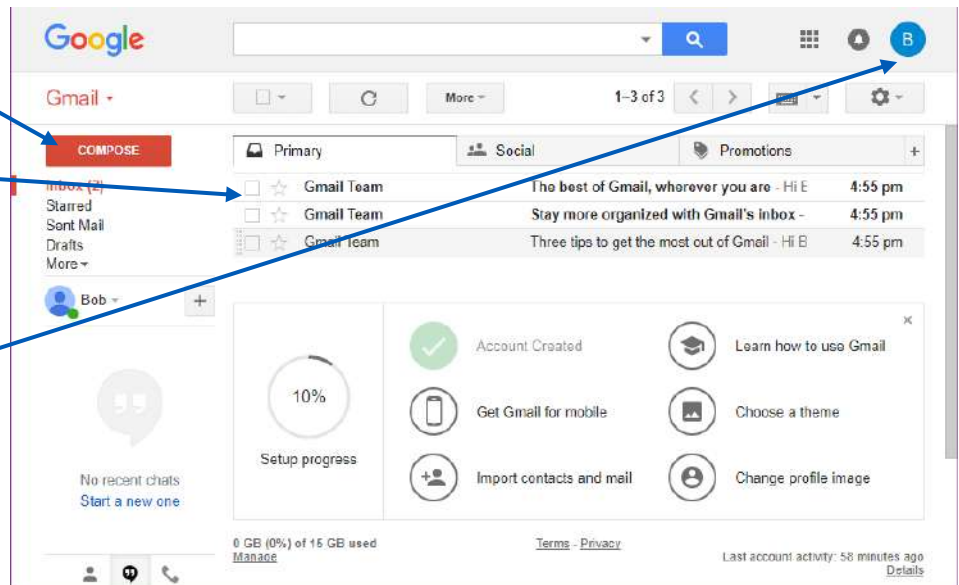 Google
B
Gmail
More
1–3 of 3
COMPOSE
Primary
Social
Promotions
+
Inbox (2)
Starred
Sent Mail
Drafts
More
Gmail Team The best of Gmail, wherever you are - Hi B 4:55 pm
Gmail Team Stay more organized with Gmail's inbox - 4:55 pm
Gmail Team Three tips to get the most out of Gmail - Hi B 4:55 pm
Bob
+
10%
Setup progress
Account Created
Learn how to use Gmail
Get Gmail for mobile
Choose a theme
Import contacts and mail
Change profile image
No recent chats
Start a new one
0 GB (0%) of 15 GB used
Manage
Terms - Privacy
Last account activity: 58 minutes ago
Details